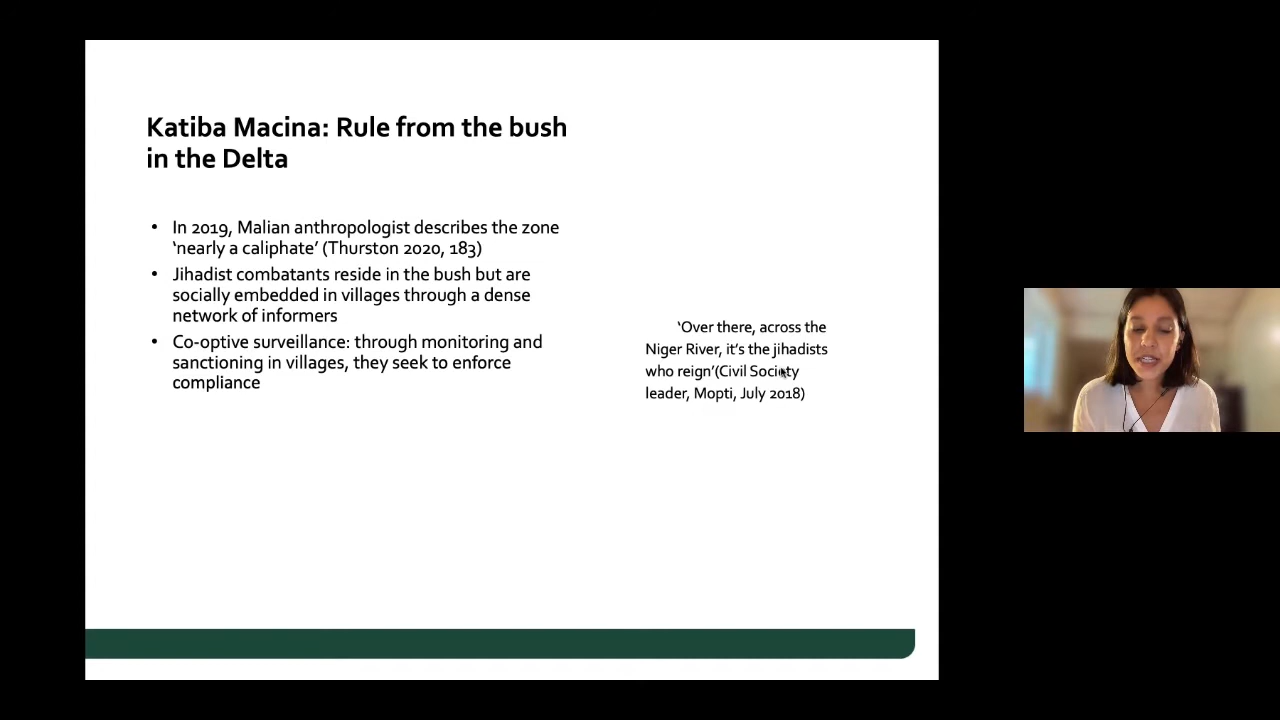 Katiba Macina: Rule from the bush
in the Delta
• In 2019, Malian anthropologist describes the zone
‘nearly a caliphate’ (Thurston 2020, 183)
• Jihadist combatants reside in the bush but are
socially embedded in villages through a dense
network of informers
• Co-optive surveillance: through monitoring and
sanctioning in villages, they seek to enforce
compliance
‘Over there, across the
Niger River, it’s the jihadists
who reign’(Civil Society
leader, Mopti, July 2018)